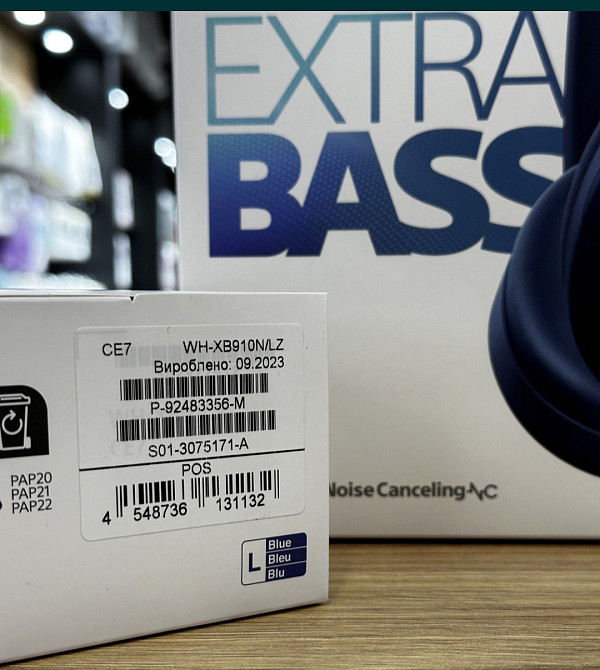 EXTRA
BASS
Noise Canceling
CE7 WH-XB910N/LZ
Вироблено: 09.2023
P-92483356-M
S01-3075171-A
POS
4 548736 131132
PAP20
PAP21
PAP22
L Blue
Bleu
Blu